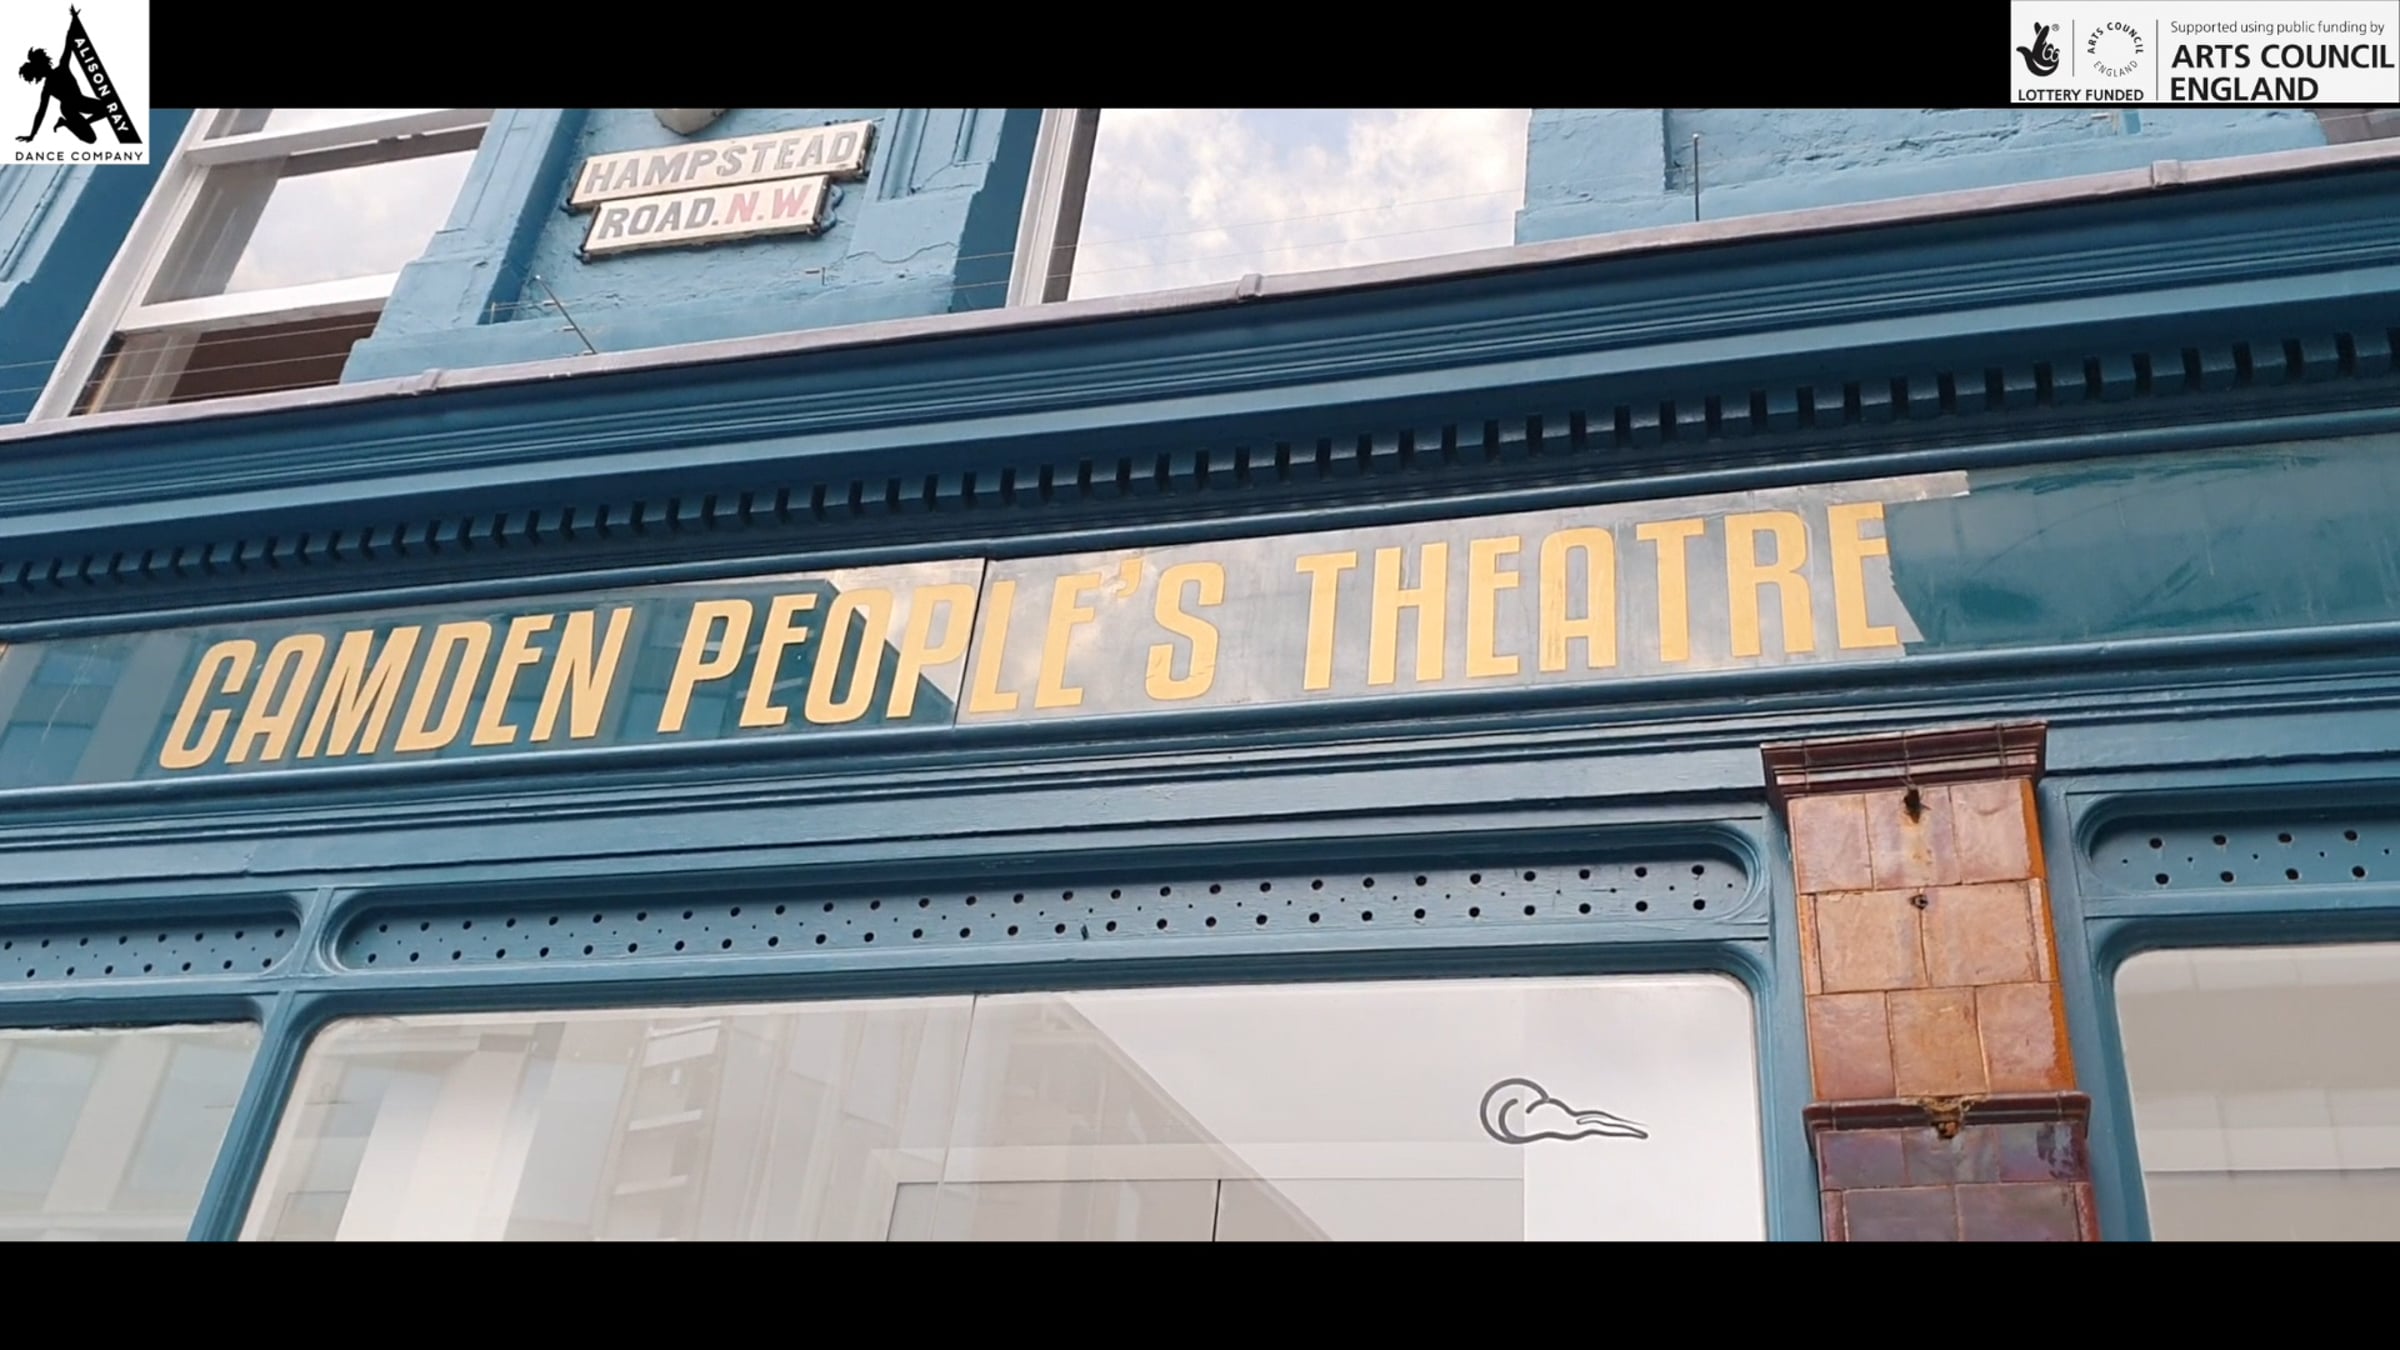 ALISON RAY
DANCE COMPANY
LOTTERY FUNDED
ARTS COUNCIL
ENGLAND
Supported using public funding by
ARTS COUNCIL
ENGLAND
HAMPSTEAD
ROAD.N.W.
CAMDEN PEOPLE'S THEATRE